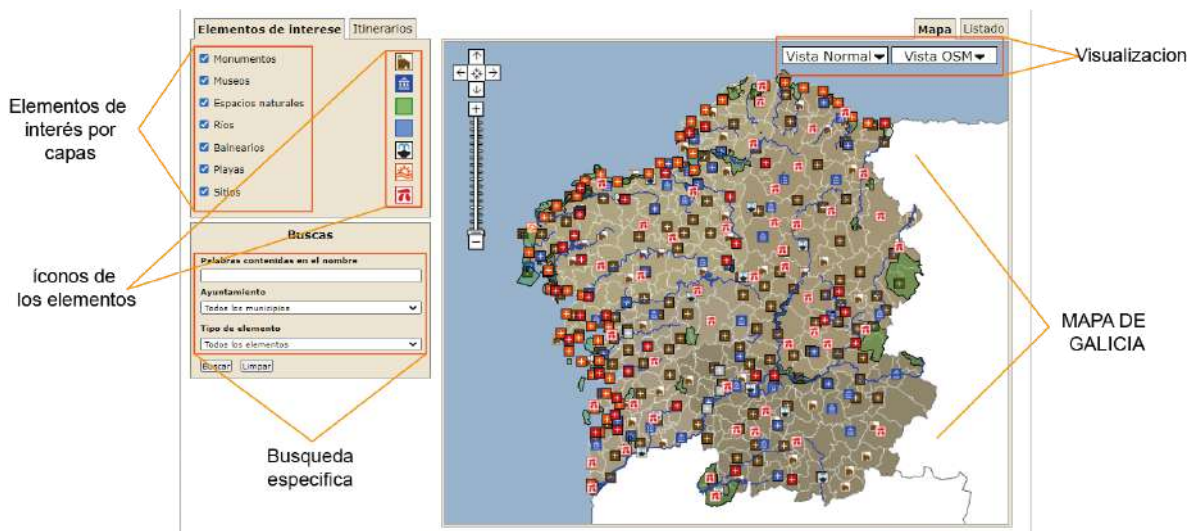 Elementos de interese
Itinerarios
Mapa
Listado
Monumentos
Museos
Espacios naturales
Ríos
Balnearios
Playas
Sitios
Vista Normal
Vista OSM
Visualizacion
Elementos de
interés por
capas
íconos de
los elementos
Buscas
Palabras contenidas en el nombre
Ayuntamiento
Todos los municipios
Tipo de elemento
Todos los elementos
Buscar
Limpar
MAPA DE
GALICIA
Busqueda
especifica